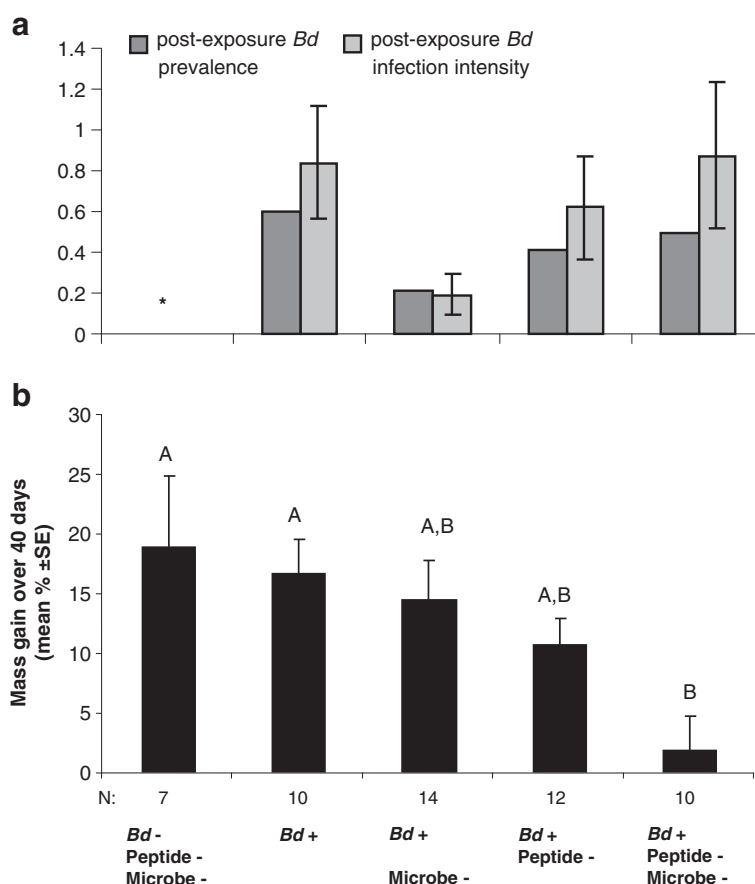 a
post-exposure Bd prevalence
post-exposure Bd infection intensity
1.4
1.2
1
0.8
0.6
0.4
0.2
0
*
b
Mass gain over 40 days
(mean % ±SE)
30
25
20
15
10
5
0
A
A
A,B
A,B
B
N: 7 10 14 12 10
Bd - Bd + Bd + Bd + Bd +
Peptide - Peptide - Peptide -
Microbe - Microbe - Microbe -